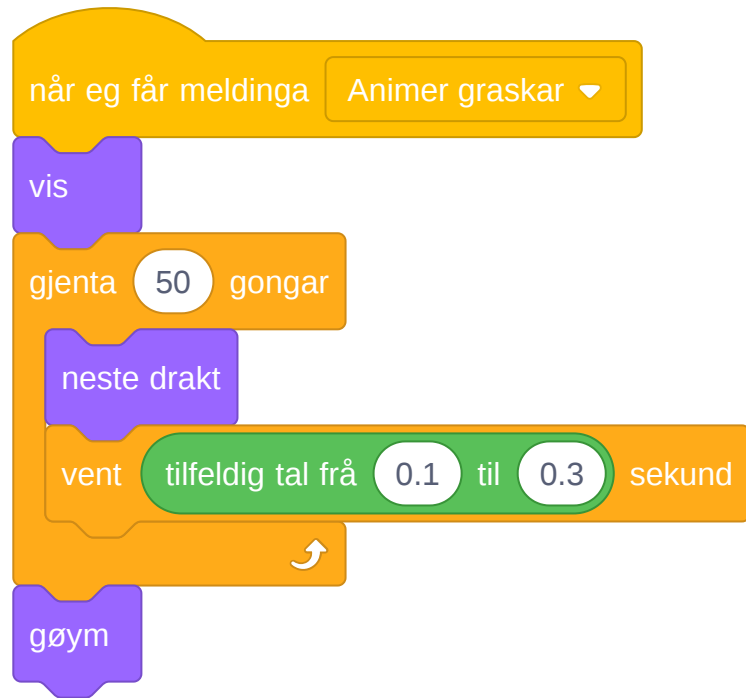 når eg får meldinga Animer graskar
vis
gjenta 50 gongar
neste drakt
vent tilfeldig tal frå 0.1 til 0.3 sekund
gøym